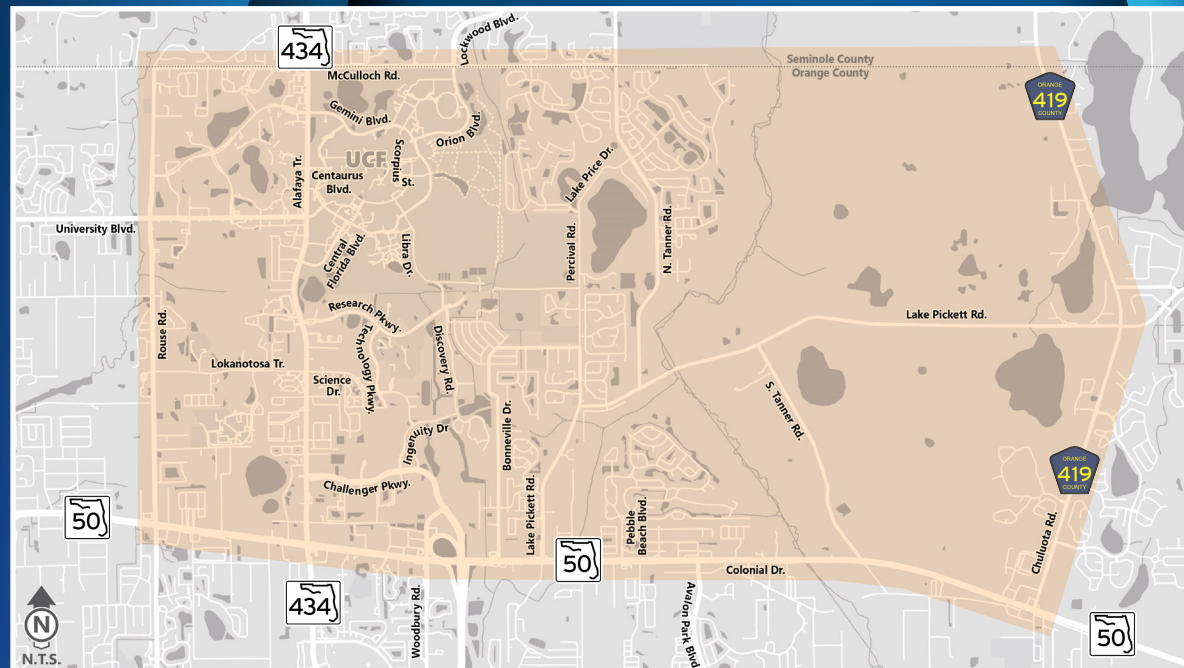 Lockwood Blvd.
434
Seminole County
Orange County
McCulloch Rd.
ORANGE
419
COUNTY
Gemini Blvd.
Orion Blvd.
Scorpius
St.
UCF
Lake Price Dr.
Alafaya Tr.
Centaurus
Blvd.
University Blvd.
N. Tanner Rd.
Percival Rd.
Central
Florida Blvd.
Libra Dr.
Research Pkwy.
Lake Pickett Rd.
Rouse Rd.
Technology Pkwy.
Discovery Rd.
Lokanotosa Tr.
Science
Dr.
S. Tanner Rd.
Bonneville Dr.
Ingenuity Dr
ORANGE
419
COUNTY
Challenger Pkwy.
Lake Pickett Rd.
Pebble
Beach Blvd.
50
Chuluota Rd.
50
Colonial Dr.
434
Woodbury Rd.
Avalon Park Blvd
50
N
N.T.S.